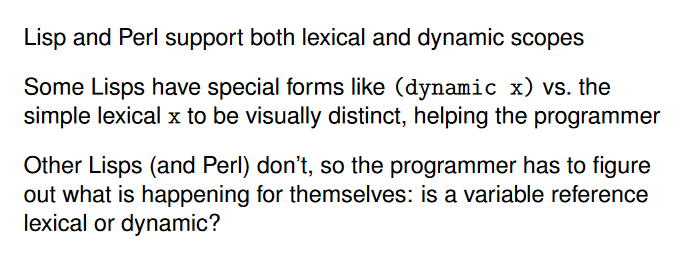 Lisp and Perl support both lexical and dynamic scopes
Some Lisps have special forms like (dynamic x) vs. the
simple lexical x to be visually distinct, helping the programmer
Other Lisps (and Perl) don’t, so the programmer has to figure
out what is happening for themselves: is a variable reference
lexical or dynamic?